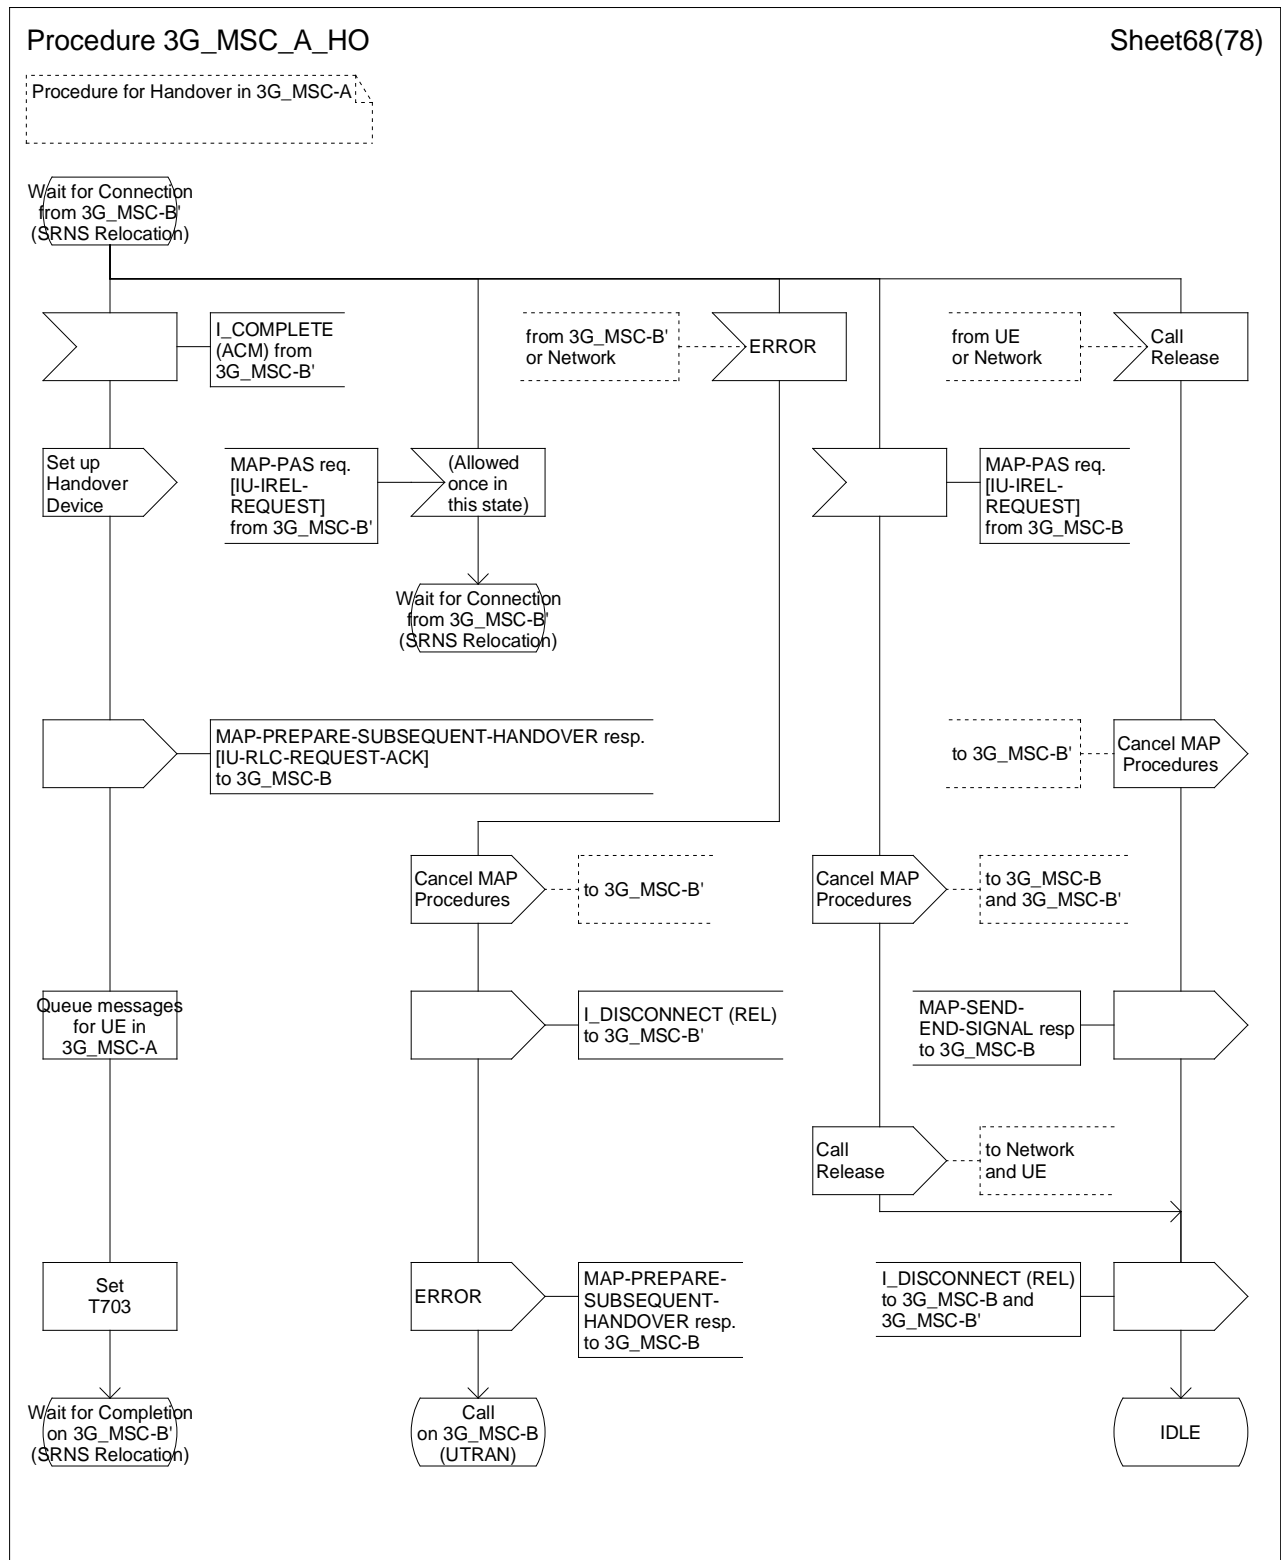 Procedure 3G_MSC_A_HO
Sheet68(78)
Procedure for Handover in 3G_MSC-A
Wait for Connection
from 3G_MSC-B'
(SRNS Relocation)
I_COMPLETE
(ACM) from
3G_MSC-B'
from 3G_MSC-B'
or Network
ERROR
from UE
or Network
Call
Release
Set up
Handover
Device
MAP-PAS req.
[IU-IREL-
REQUEST]
from 3G_MSC-B'
(Allowed
once in
this state)
MAP-PAS req.
[IU-IREL-
REQUEST]
from 3G_MSC-B
Wait for Connection
from 3G_MSC-B'
(SRNS Relocation)
MAP-PREPARE-SUBSEQUENT-HANDOVER resp.
[IU-RLC-REQUEST-ACK]
to 3G_MSC-B
to 3G_MSC-B'
Cancel MAP
Procedures
Cancel MAP
Procedures
to 3G_MSC-B'
Cancel MAP
Procedures
to 3G_MSC-B
and 3G_MSC-B'
Queue messages
for UE in
3G_MSC-A
I_DISCONNECT (REL)
to 3G_MSC-B'
MAP-SEND-
END-SIGNAL resp
to 3G_MSC-B
Call
Release
to Network
and UE
Set
T703
ERROR
MAP-PREPARE-
SUBSEQUENT-
HANDOVER resp.
to 3G_MSC-B
I_DISCONNECT (REL)
to 3G_MSC-B and
3G_MSC-B'
Wait for Completion
on 3G_MSC-B'
(SRNS Relocation)
Call
on 3G_MSC-B
(UTRAN)
IDLE